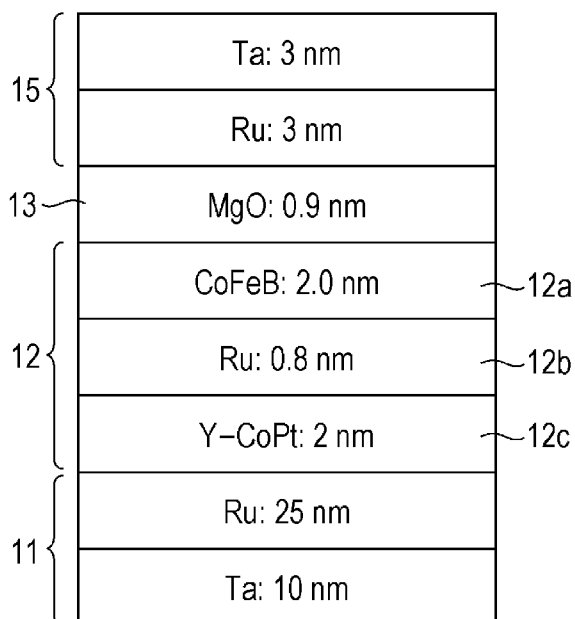 Ta: 3 nm
15
Ru: 3 nm
13
MgO: 0.9 nm
CoFeB: 2.0 nm
12a
12
Ru: 0.8 nm
12b
Y-CoPt: 2 nm
12c
Ru: 25 nm
11
Ta: 10 nm